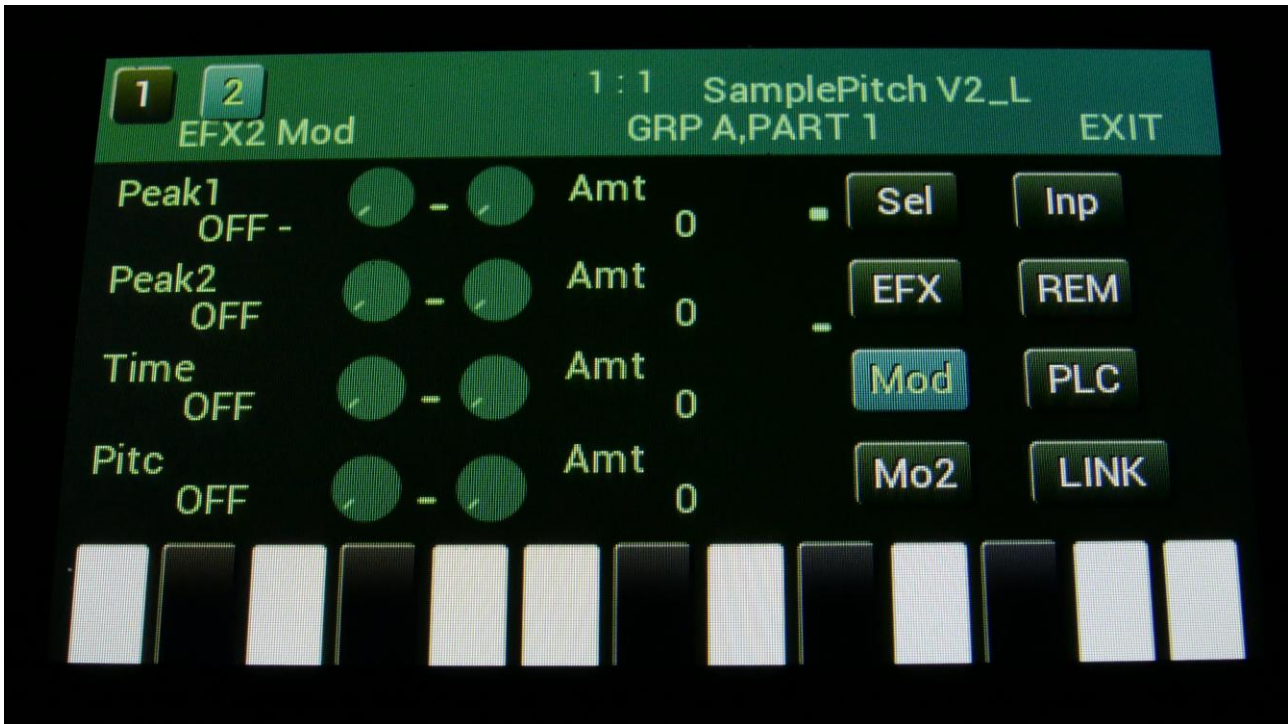 1 2 1 : 1 SamplePitch V2_L
EFX2 Mod GRP A,PART 1 EXIT
Peak1 - Amt Sel Inp
OFF - 0
Peak2 - Amt EFX REM
OFF 0
Time - Amt Mod PLC
OFF 0
Pitc - Amt Mo2 LINK
OFF 0